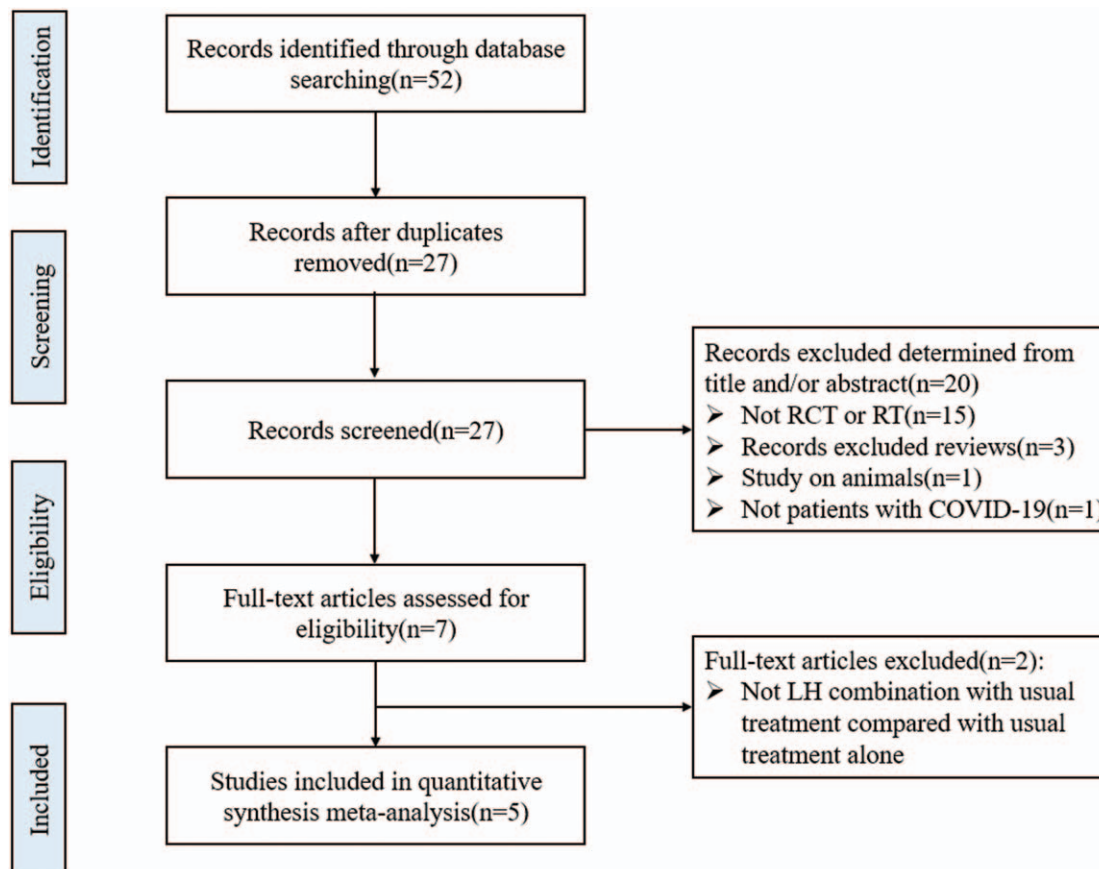 Identification
Records identified through database
searching(n=52)
Records after duplicates
removed(n=27)
Screening
Records screened(n=27)
Records excluded determined from
title and/or abstract(n=20)
➤ Not RCT or RT(n=15)
➤ Records excluded reviews(n=3)
➤ Study on animals(n=1)
➤ Not patients with COVID-19(n=1)
Eligibility
Full-text articles assessed for
eligibility(n=7)
Full-text articles excluded(n=2):
➤ Not LH combination with usual
treatment compared with usual
treatment alone
Included
Studies included in quantitative
synthesis meta-analysis(n=5)